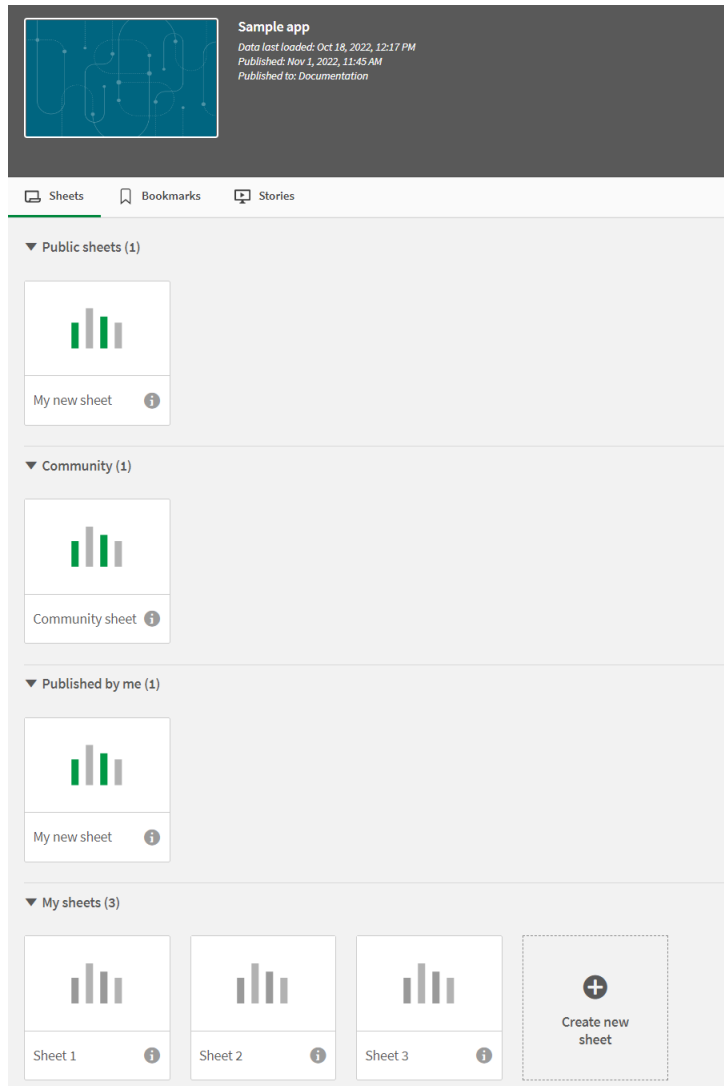 Sample app
Data last loaded: Oct 18, 2022, 12:17 PM
Published: Nov 1, 2022, 11:45 AM
Published to: Documentation
Sheets Bookmarks Stories
Public sheets (1)
My new sheet
Community (1)
Community sheet
Published by me (1)
My new sheet
My sheets (3)
Sheet 1 Sheet 2 Sheet 3
Create new
sheet